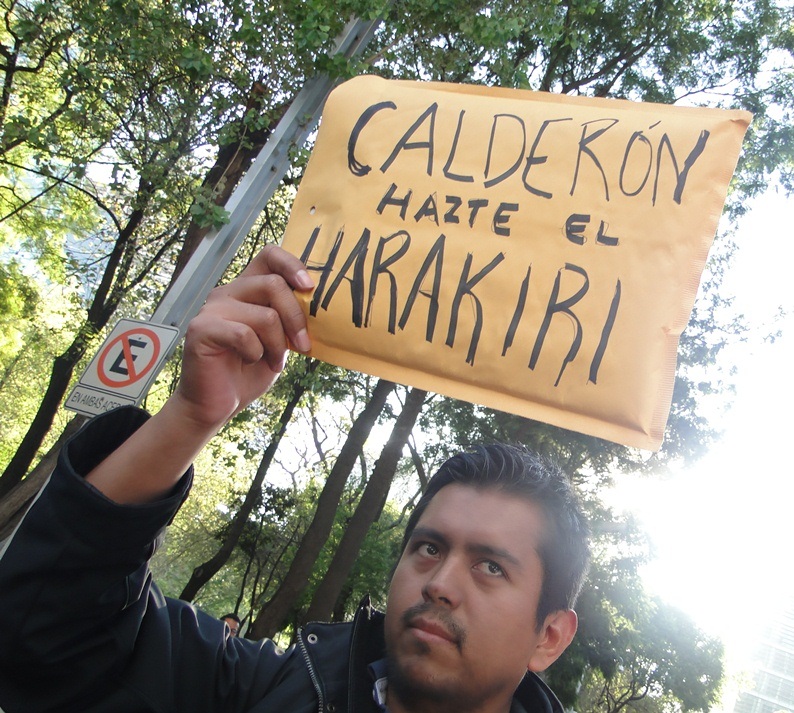 CALDERÓN
HAZTE EL
HARAKIRI
E
EN AMBAS ACERAS